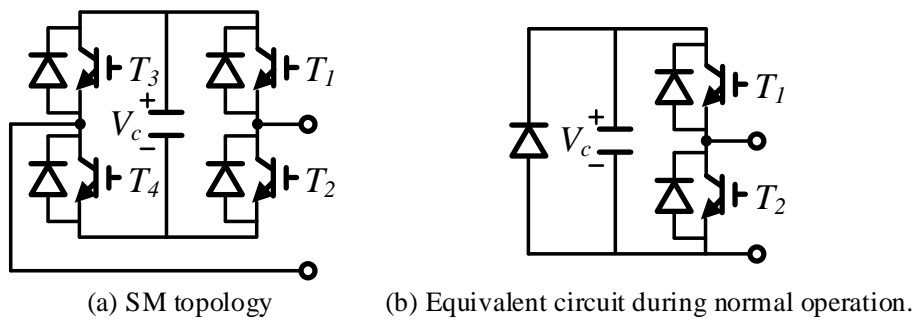 T3
T1
+
Vc
−
T4
T2
(a) SM topology
+
Vc
−
T1
T2
(b) Equivalent circuit during normal operation.